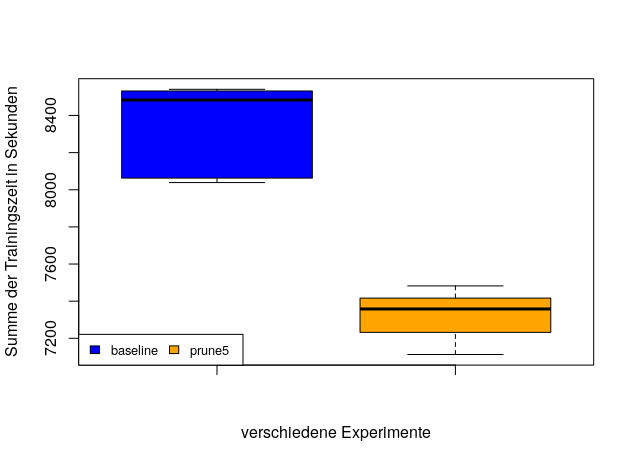 Summe der Trainingszeit in Sekunden
8400
8000
7600
7200
baseline prune5
verschiedene Experimente